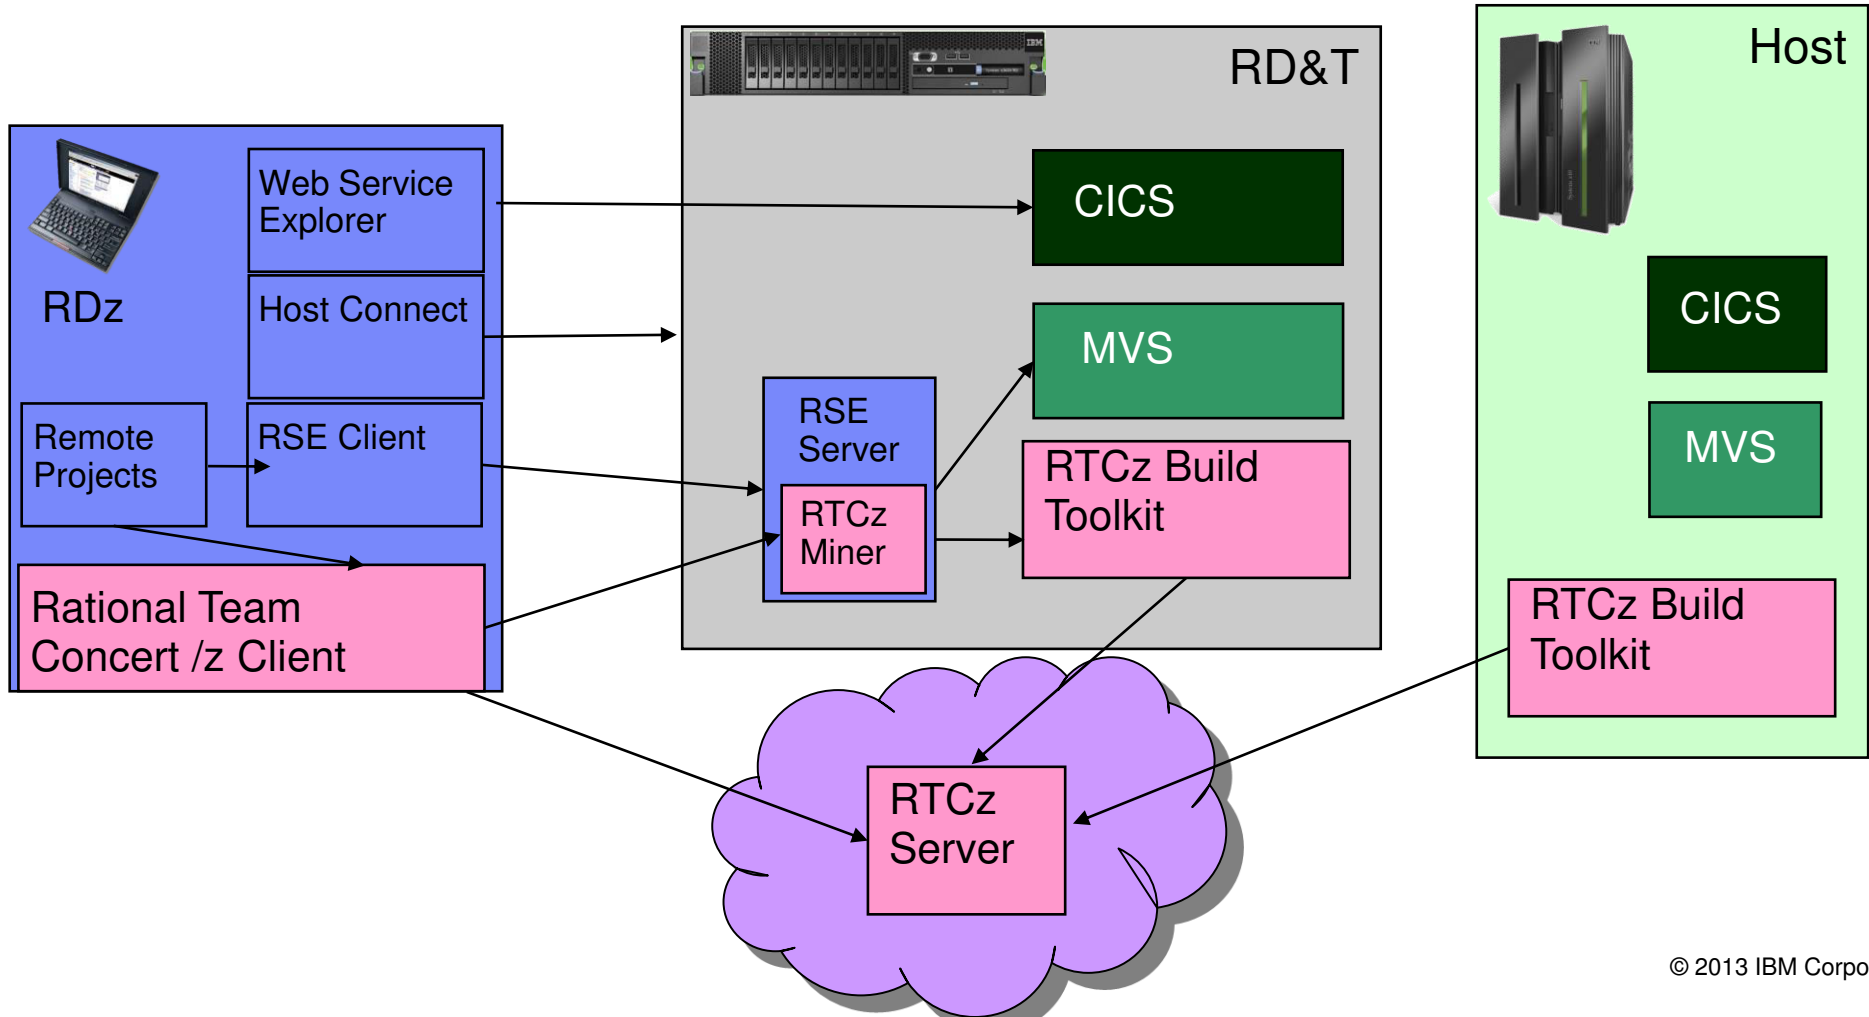 RDz
Web Service
Explorer
Host Connect
Remote
Projects
RSE Client
Rational Team
Concert /z Client
IBM
RD&T
CICS
MVS
RSE
Server
RTCz
Miner
RTCz Build
Toolkit
Host
CICS
MVS
RTCz Build
Toolkit
RTCz
Server
© 2013 IBM Corpo